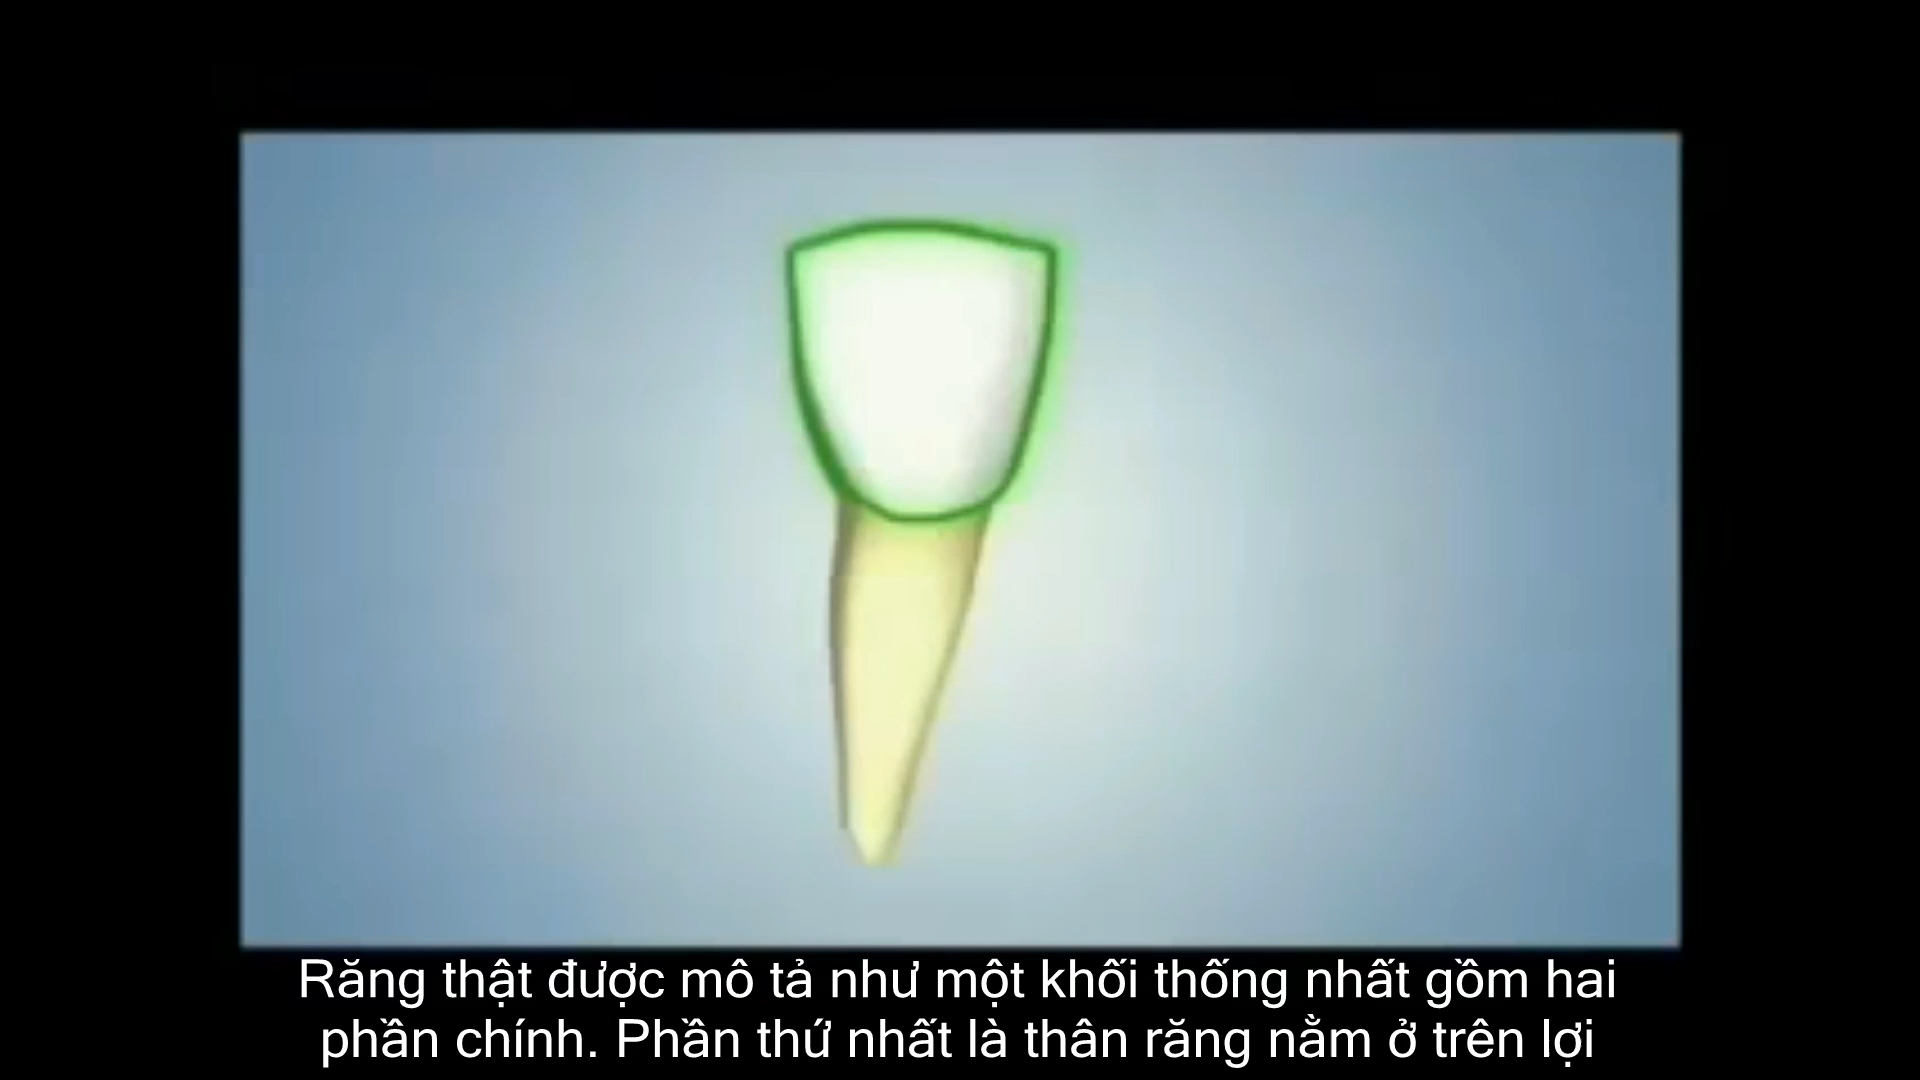 Răng thật được mô tả như một khối thống nhất gồm hai
phần chính. Phần thứ nhất là thân răng nằm ở trên lợi